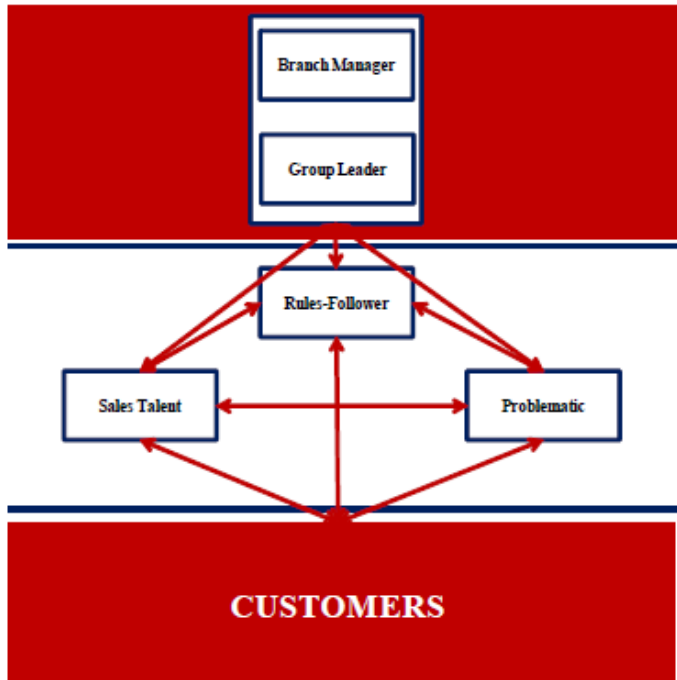 Branch Manager
Group Leader
Rules-Follower
Sales Talent
Problematic
CUSTOMERS